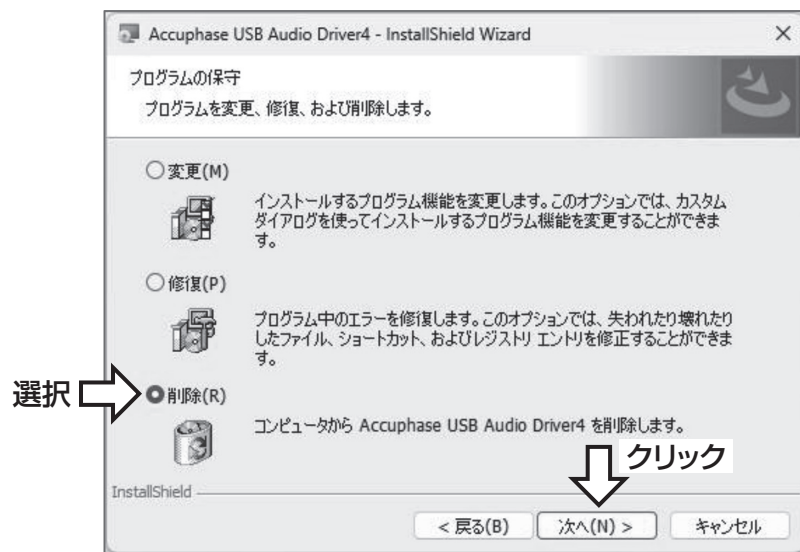 Accuphase USB Audio Driver4 - InstallShield Wizard
プログラムの保守
プログラムを変更、修復、および削除します。
変更(M)
インストールするプログラム機能を変更します。このオプションでは、カスタム
ダイアログを使ってインストールするプログラム機能を変更することができま
す。
修復(P)
プログラム中のエラーを修復します。このオプションでは、失われたり壊れたり
したファイル、ショートカット、およびレジストリ エントリを修正することができま
す。
選択
削除(R)
コンピュータから Accuphase USB Audio Driver4 を削除します。
クリック
InstallShield
< 戻る(B)
次へ(N) >
キャンセル